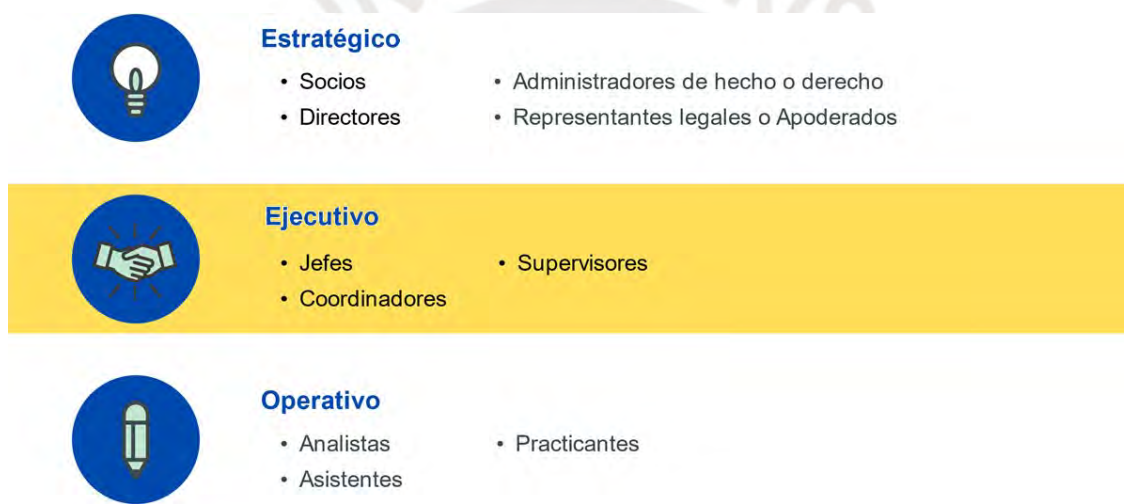 Estratégico
• Socios
• Directores
• Administradores de hecho o derecho
• Representantes legales o Apoderados
Ejecutivo
• Jefes
• Coordinadores
• Supervisores
Operativo
• Analistas
• Asistentes
• Practicantes